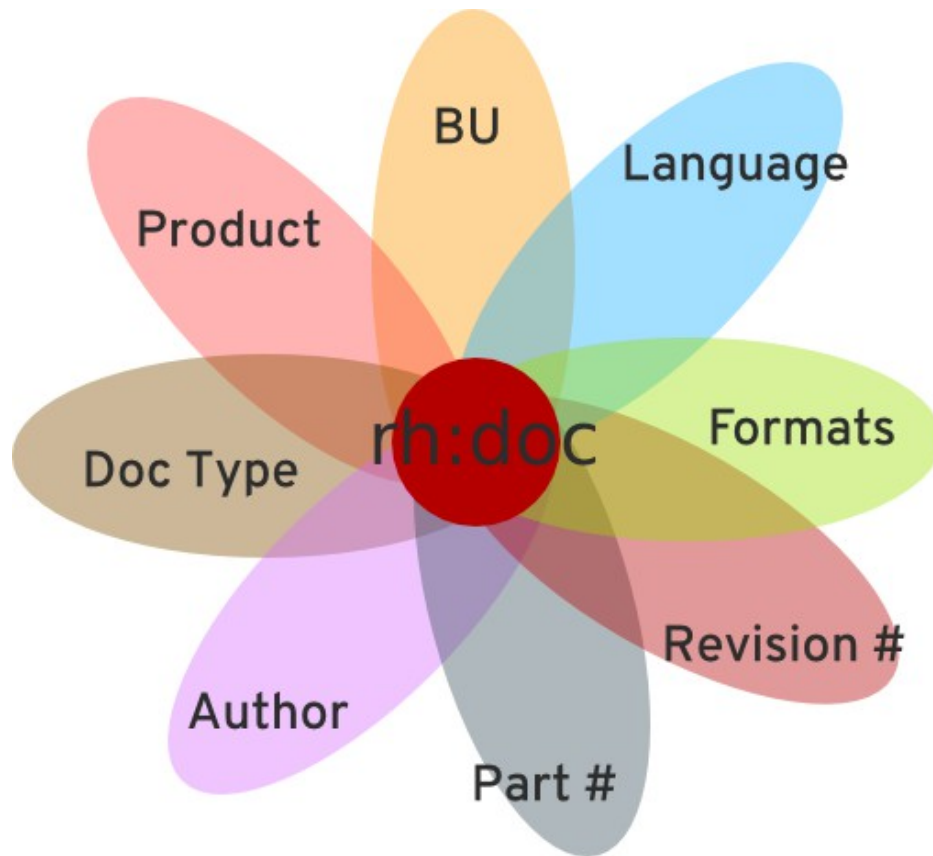 BU
Language
Product
Formats
rh:doc
Doc Type
Revision #
Author
Part #